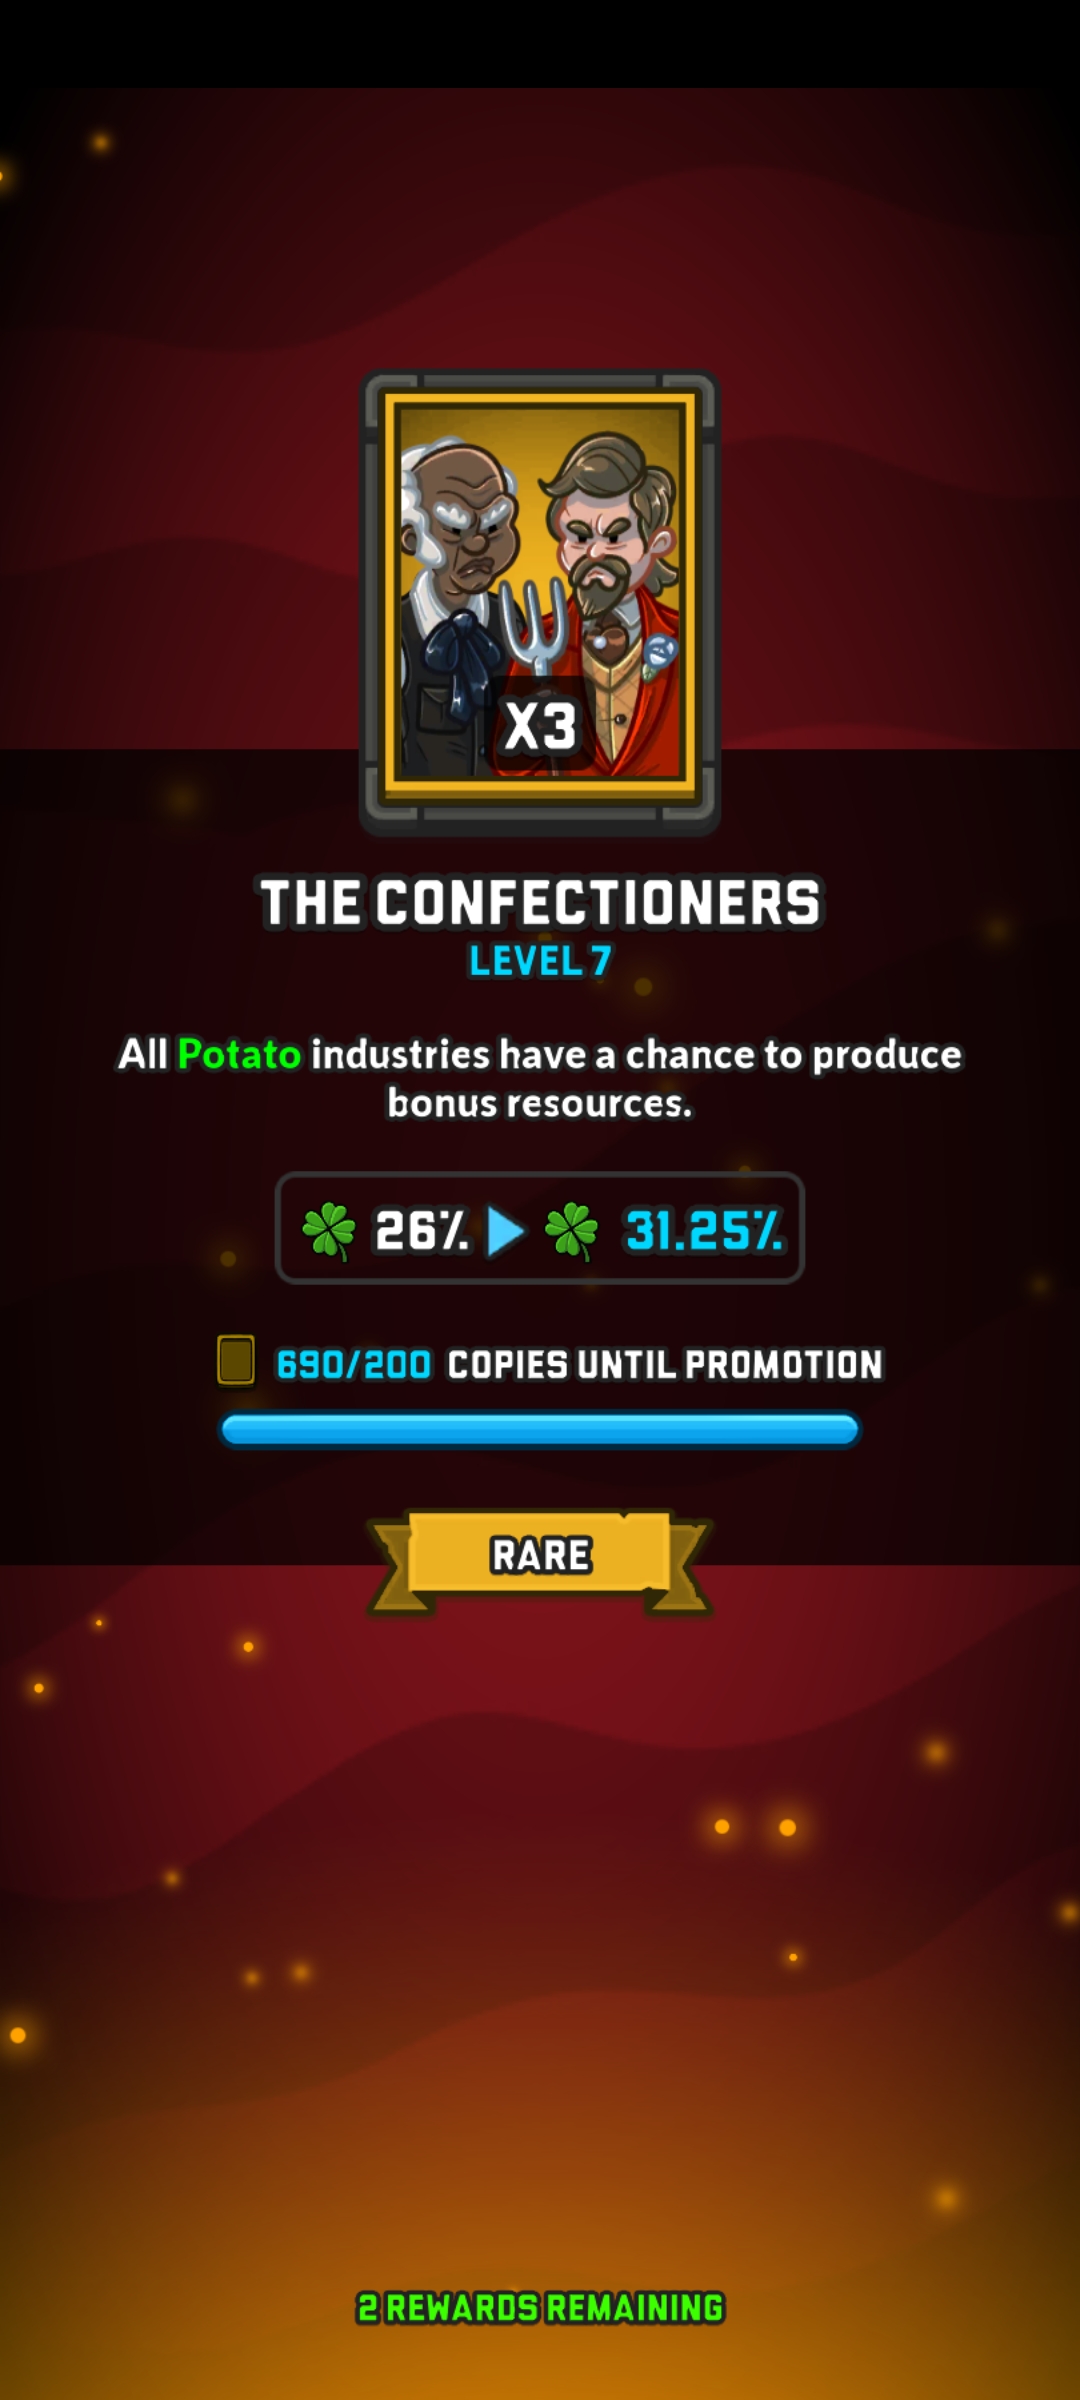 X3
THE CONFECTIONERS
LEVEL 7
All Potato industries have a chance to produce
bonus resources.
26% 31.25%
690/200 COPIES UNTIL PROMOTION
RARE
2 REWARDS REMAINING